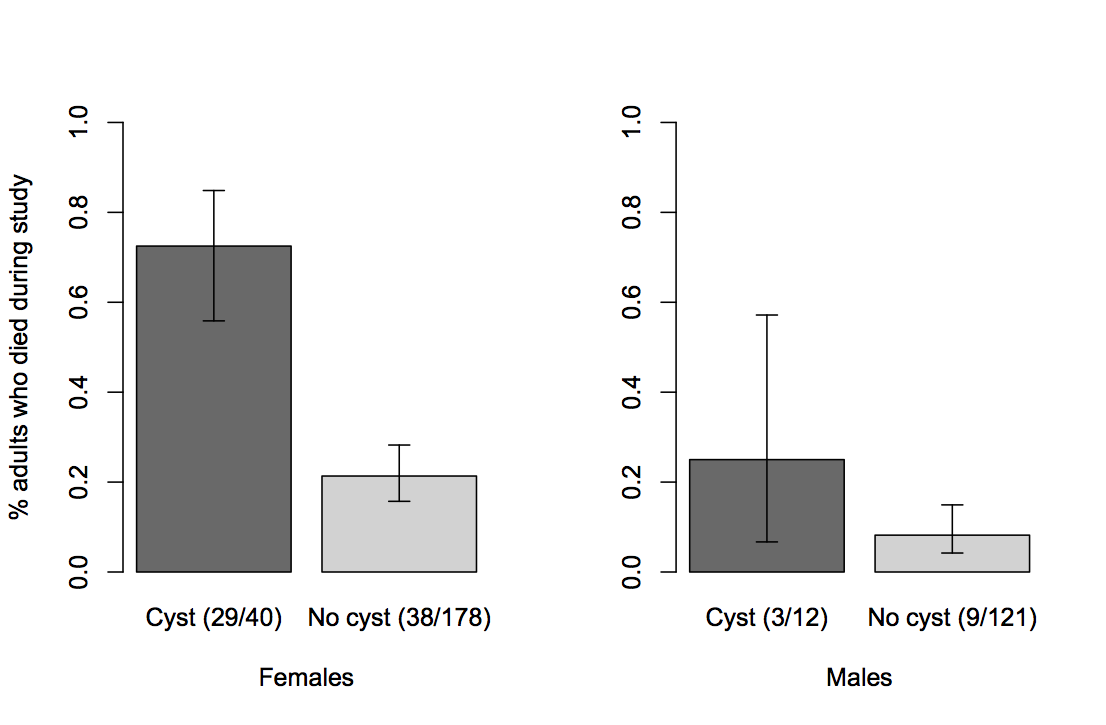 % adults who died during study
1.0
0.8
0.6
0.4
0.2
0.0
Cyst (29/40) No cyst (38/178)
Females
1.0
0.8
0.6
0.4
0.2
0.0
Cyst (3/12) No cyst (9/121)
Males